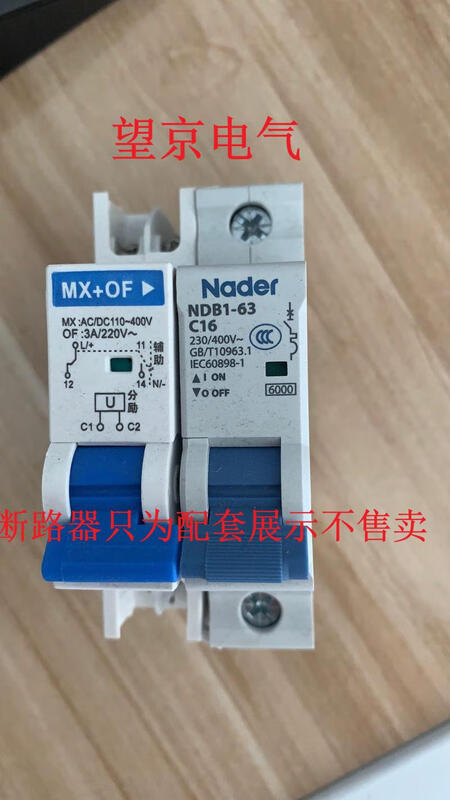 望京电气
MX+OF ▶
MX:AC/DC110~400V
OF:3A/220V~
L/+ 11 辅助
12 14 N/-
U 分励
C1 C2
Nader
NDB1-63
C16
230/400V~
GB/T10963.1
IEC60898-1
▲I ON
▼O OFF
CCC
6000
断路器只为配套展示不售卖